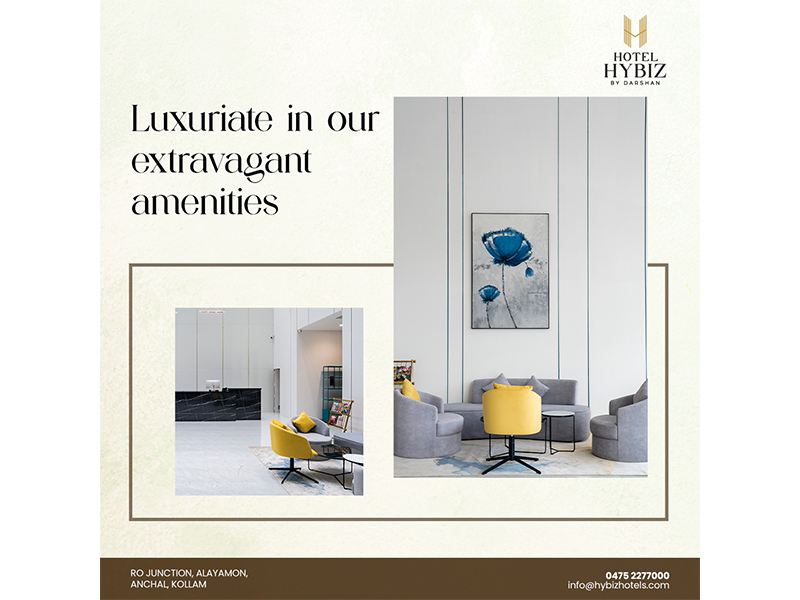 HOTEL
HYBIZ
BY DARSHAN
Luxuriate in our
extravagant
amenities
RO JUNCTION, ALAYAMON,
ANCHAL, KOLLAM
0475 2277000
info@hybizhotels.com